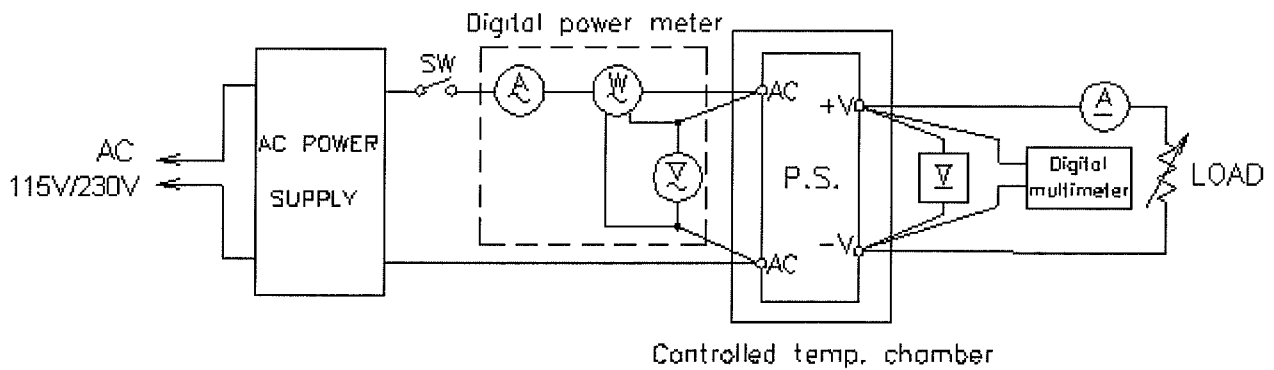 Digital power meter
SW
A
W
AC
+V
A
AC
115V/230V
AC POWER
SUPPLY
V
P.S.
V
Digital
multimeter
LOAD
-V
AC
Controlled temp. chamber